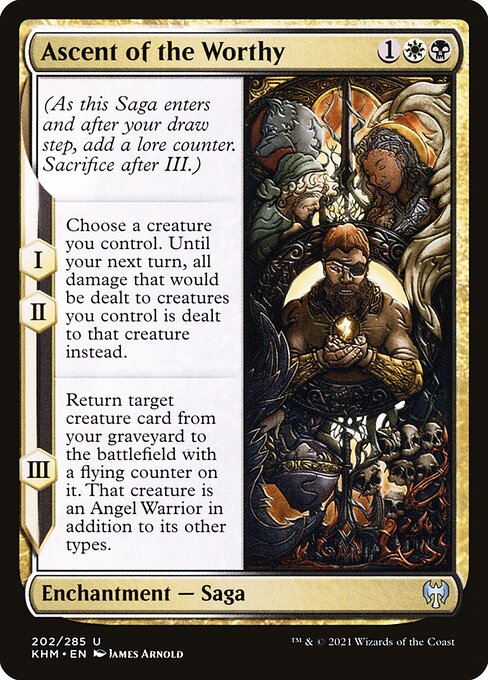 Ascent of the Worthy 1
(As this Saga enters
and after your draw
step, add a lore counter.
Sacrifice after III.)
I
II
Choose a creature
you control. Until
your next turn, all
damage that would
be dealt to creatures
you control is dealt
to that creature
instead.
III
Return target
creature card from
your graveyard to
the battlefield with
a flying counter on
it. That creature is
an Angel Warrior in
addition to its other
types.
Enchantment — Saga
202/285 U
KHM • EN James Arnold
™ & © 2021 Wizards of the Coast